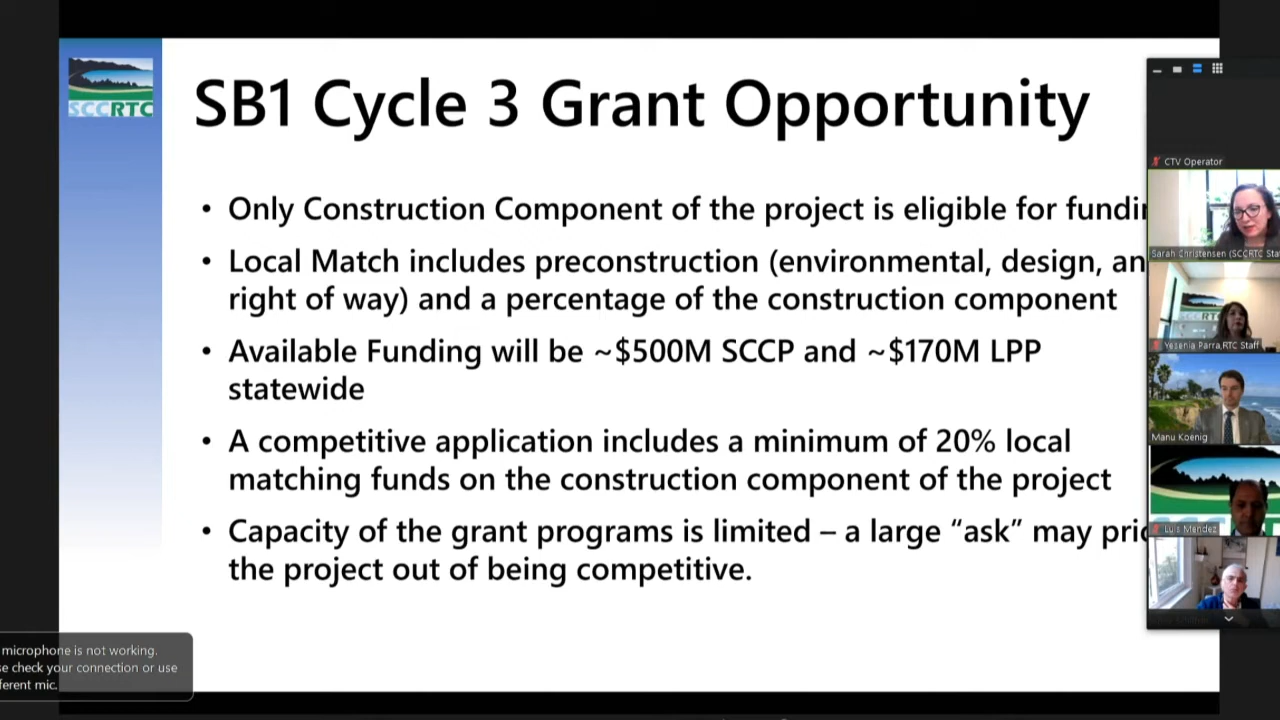 SCCRTC
SB1 Cycle 3 Grant Opportunity
• Only Construction Component of the project is eligible for fundin
• Local Match includes preconstruction (environmental, design, an
right of way) and a percentage of the construction component
• Available Funding will be ~$500M SCCP and ~$170M LPP
statewide
• A competitive application includes a minimum of 20% local
matching funds on the construction component of the project
• Capacity of the grant programs is limited – a large “ask” may pric
the project out of being competitive.
CTV Operator
Sarah Christensen (SCCRTC Sta
Yesenia Parra,RTC Staff
Manu Koenig
Luis Mendez
microphone is not working.
se check your connection or use
fferent mic.